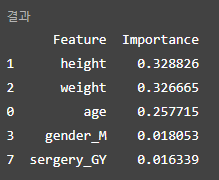 결과
Feature Importance
1 height 0.328826
2 weight 0.326665
0 age 0.257715
3 gender_M 0.018053
7 sergery_GY 0.016339